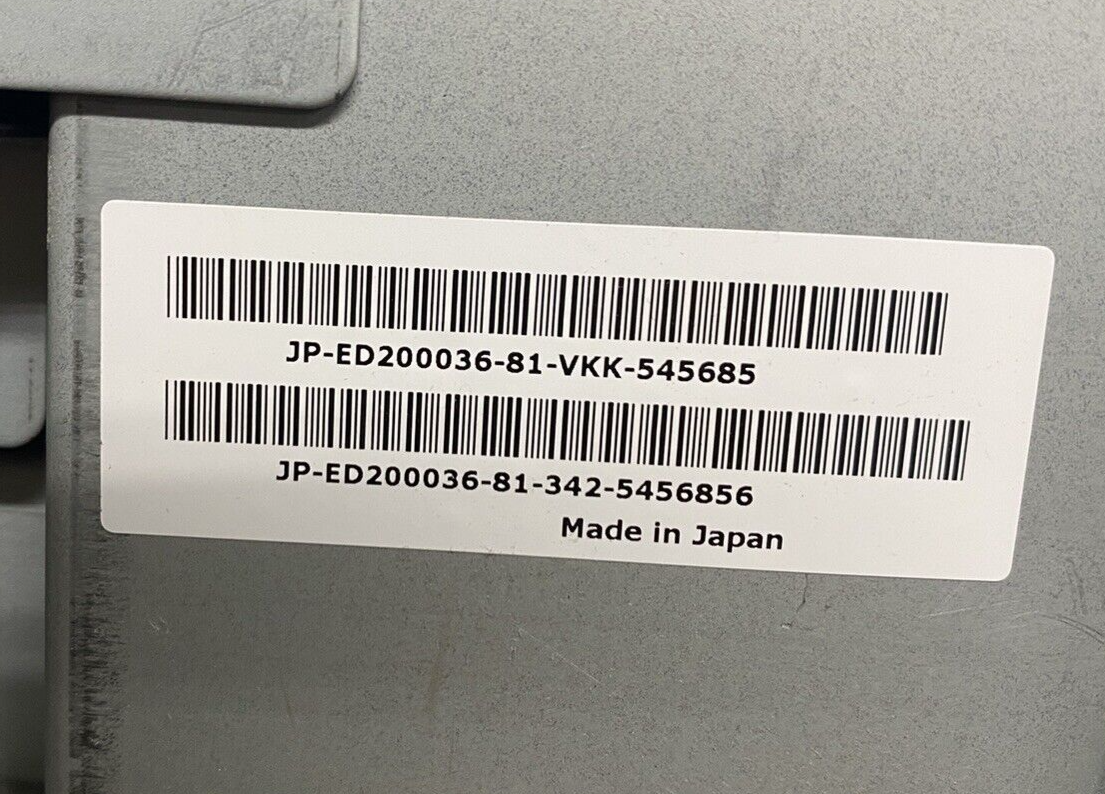 JP-ED200036-81-VKK-545685
JP-ED200036-81-342-5456856
Made in Japan